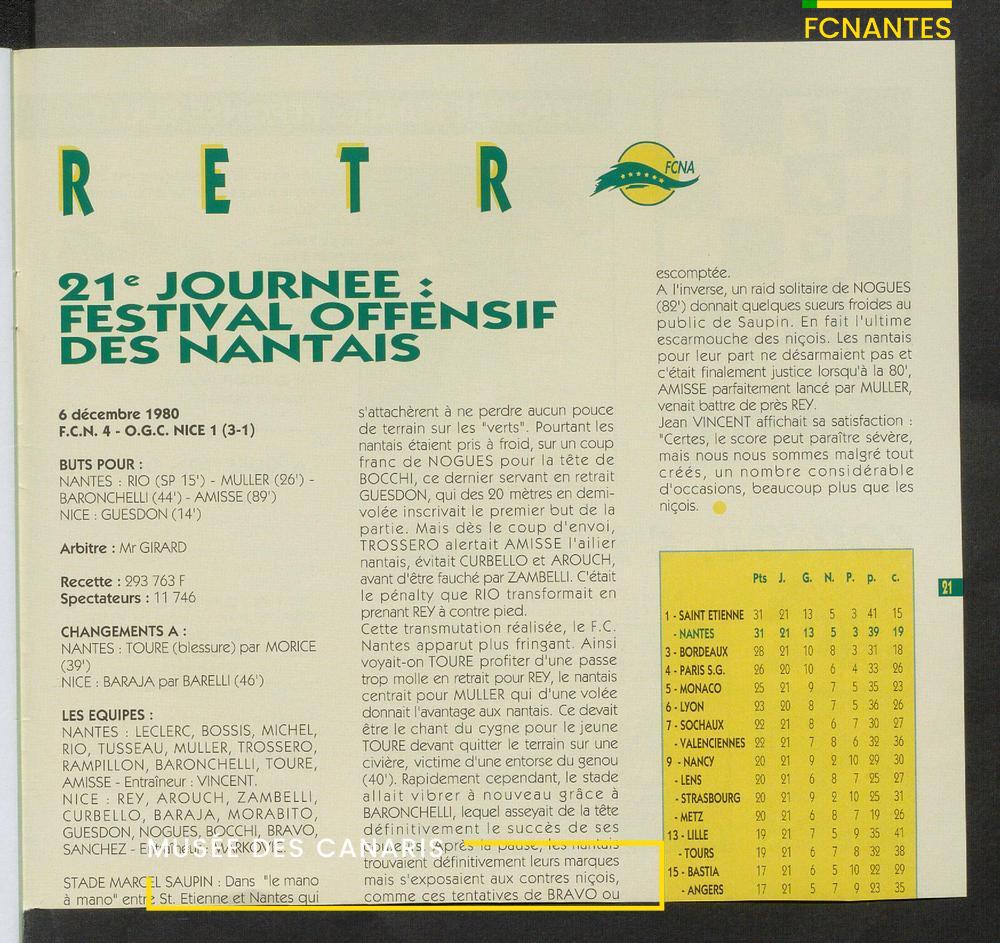 FCNANTES
R E T R
FCNA
21e JOURNEE :
FESTIVAL OFFENSIF
DES NANTAIS
6 décembre 1980
F.C.N. 4 - O.G.C. NICE 1 (3-1)
BUTS POUR :
NANTES : RIO (SP 15') - MULLER (26') -
BARONCHELLI (44') - AMISSE (89')
NICE : GUESDON (14')
Arbitre : Mr GIRARD
Recette : 293 763 F
Spectateurs : 11 746
CHANGEMENTS A :
NANTES : TOURE (blessure) par MORICE
(39')
NICE : BARAJA par BARELLI (46')
LES EQUIPES :
NANTES : LECLERC, BOSSIS, MICHEL,
RIO, TUSSEAU, MULLER, TROSSERO,
RAMPILLON, BARONCHELLI, TOURE,
AMISSE - Entraîneur : VINCENT.
NICE : REY, AROUCH, ZAMBELLI,
CURBELLO, BARAJA, MORABITO,
GUESDON, NOGUES, BOCCHI, BRAVO,
SANCHEZ - Entraîneur : MARKOVIC.
STADE MARCEL SAUPIN : Dans "le mano
à mano" entre St. Etienne et Nantes qui
s'attachèrent à ne perdre aucun pouce
de terrain sur les "verts". Pourtant les
nantais étaient pris à froid, sur un coup
franc de NOGUES pour la tête de
BOCCHI, ce dernier servant en retrait
GUESDON, qui des 20 mètres en demi-
volée inscrivait le premier but de la
partie. Mais dès le coup d'envoi,
TROSSERO alertait AMISSE l'ailier
nantais, évitait CURBELLO et AROUCH,
avant d'être fauché par ZAMBELLI. C'était
le pénalty que RIO transformait en
prenant REY à contre pied.
Cette transmutation réalisée, le F.C.
Nantes apparut plus fringant. Ainsi
voyait-on TOURE profiter d'une passe
trop molle en retrait pour REY, le nantais
centrait pour MULLER qui d'une volée
donnait l'avantage aux nantais. Ce devait
être le chant du cygne pour le jeune
TOURE devant quitter le terrain sur une
civière, victime d'une entorse du genou
(40'). Rapidement cependant, le stade
allait vibrer à nouveau grâce à
BARONCHELLI, lequel asseyait de la tête
définitivement le succès de ses
Après la pause, les nantais
trouvaient définitivement leurs marques
mais s'exposaient aux contres niçois,
comme ces tentatives de BRAVO ou
escomptée.
A l'inverse, un raid solitaire de NOGUES
(82') donnait quelques sueurs froides au
public de Saupin. En fait l'ultime
escarmouche des niçois. Les nantais
pour leur part ne désarmaient pas et
c'était finalement justice lorsqu'à la 80',
AMISSE parfaitement lancé par MULLER,
venait battre de près REY.
Jean VINCENT affichait sa satisfaction :
"Certes, le score peut paraître sévère,
mais nous nous sommes malgré tout
créés, un nombre considérable
d'occasions, beaucoup plus que les
niçois.
Pts J. G. N. P. p. c.
1 - SAINT ETIENNE 31 21 13 5 3 41 15
- NANTES 31 21 13 5 3 39 19
3 - BORDEAUX 28 21 10 8 3 31 18
4 - PARIS S.G. 26 20 10 6 4 33 26
5 - MONACO 25 21 9 7 5 35 23
6 - LYON 23 20 8 7 5 36 26
7 - SOCHAUX 22 21 8 6 7 30 27
- VALENCIENNES 22 21 7 8 6 32 36
9 - NANCY 20 21 9 2 10 29 30
- LENS 20 21 6 8 7 25 27
- STRASBOURG 20 21 9 2 10 25 31
- METZ 20 21 6 8 7 19 26
13 - LILLE 19 21 7 5 9 35 41
- TOURS 19 21 6 7 8 32 38
15 - BASTIA 17 21 6 5 10 22 29
- ANGERS 17 21 5 7 9 23 35
21
MUSÉE DES CANARIS